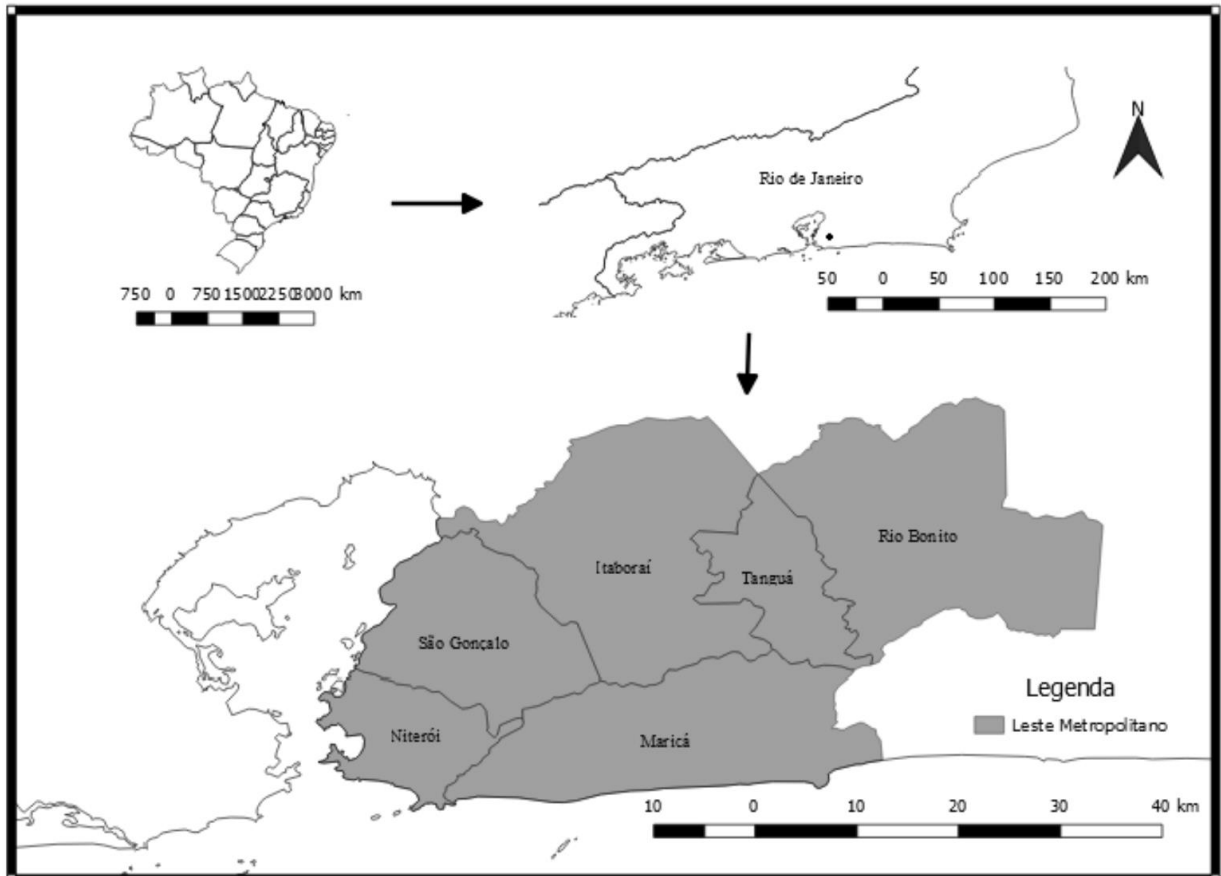 N
Rio de Janeiro
750 0 750 1500 2250 3000 km
50 0 50 100 150 200 km
Rio Bonito
Itaboraí
Tanguá
São Gonçalo
Legenda
Leste Metropolitano
Niterói
Maricá
10 0 10 20 30 40 km